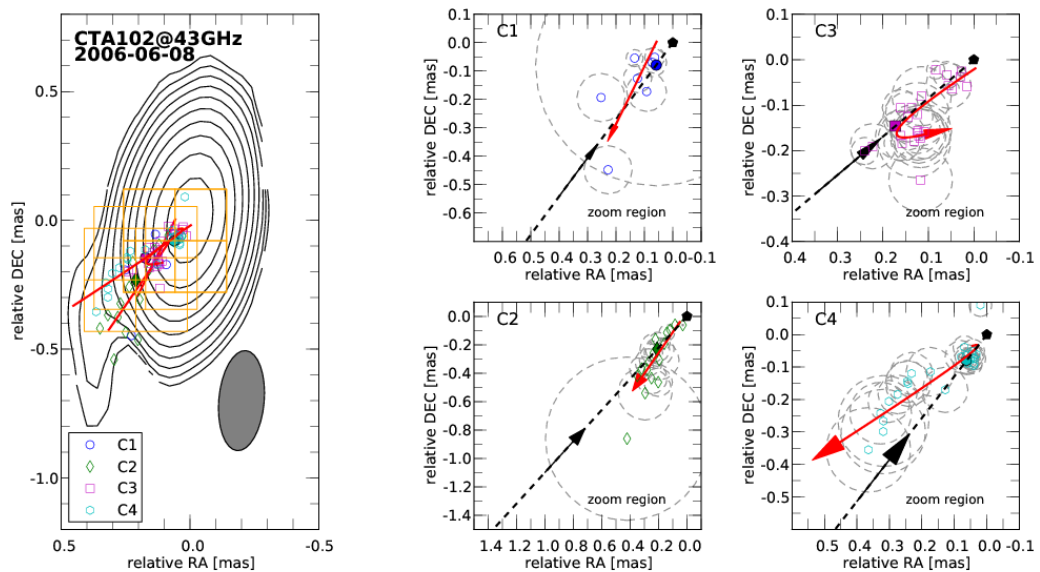 CTA102@43GHz
2006-06-08
relative DEC [mas]
0.5
0.0
-0.5
-1.0
C1
C2
C3
C4
0.5
0.0
-0.5
relative RA [mas]
C1
relative DEC [mas]
0.1
0.0
-0.1
-0.2
-0.3
-0.4
-0.5
-0.6
zoom region
0.6 0.5 0.4 0.3 0.2 0.1 0.0 -0.1
relative RA [mas]
C3
relative DEC [mas]
0.1
0.0
-0.1
-0.2
-0.3
-0.4
zoom region
0.4 0.3 0.2 0.1 0.0 0.1
relative RA [mas]
C2
relative DEC [mas]
0.0
-0.2
-0.4
-0.6
-0.8
-1.0
-1.2
-1.4
zoom region
1.6 1.4 1.2 1.0 0.8 0.6 0.4 0.2 0.0
relative RA [mas]
C4
relative DEC [mas]
0.1
0.0
-0.1
-0.2
-0.3
-0.4
-0.5
zoom region
0.6 0.5 0.4 0.3 0.2 0.1 0.0 -0.1
relative RA [mas]